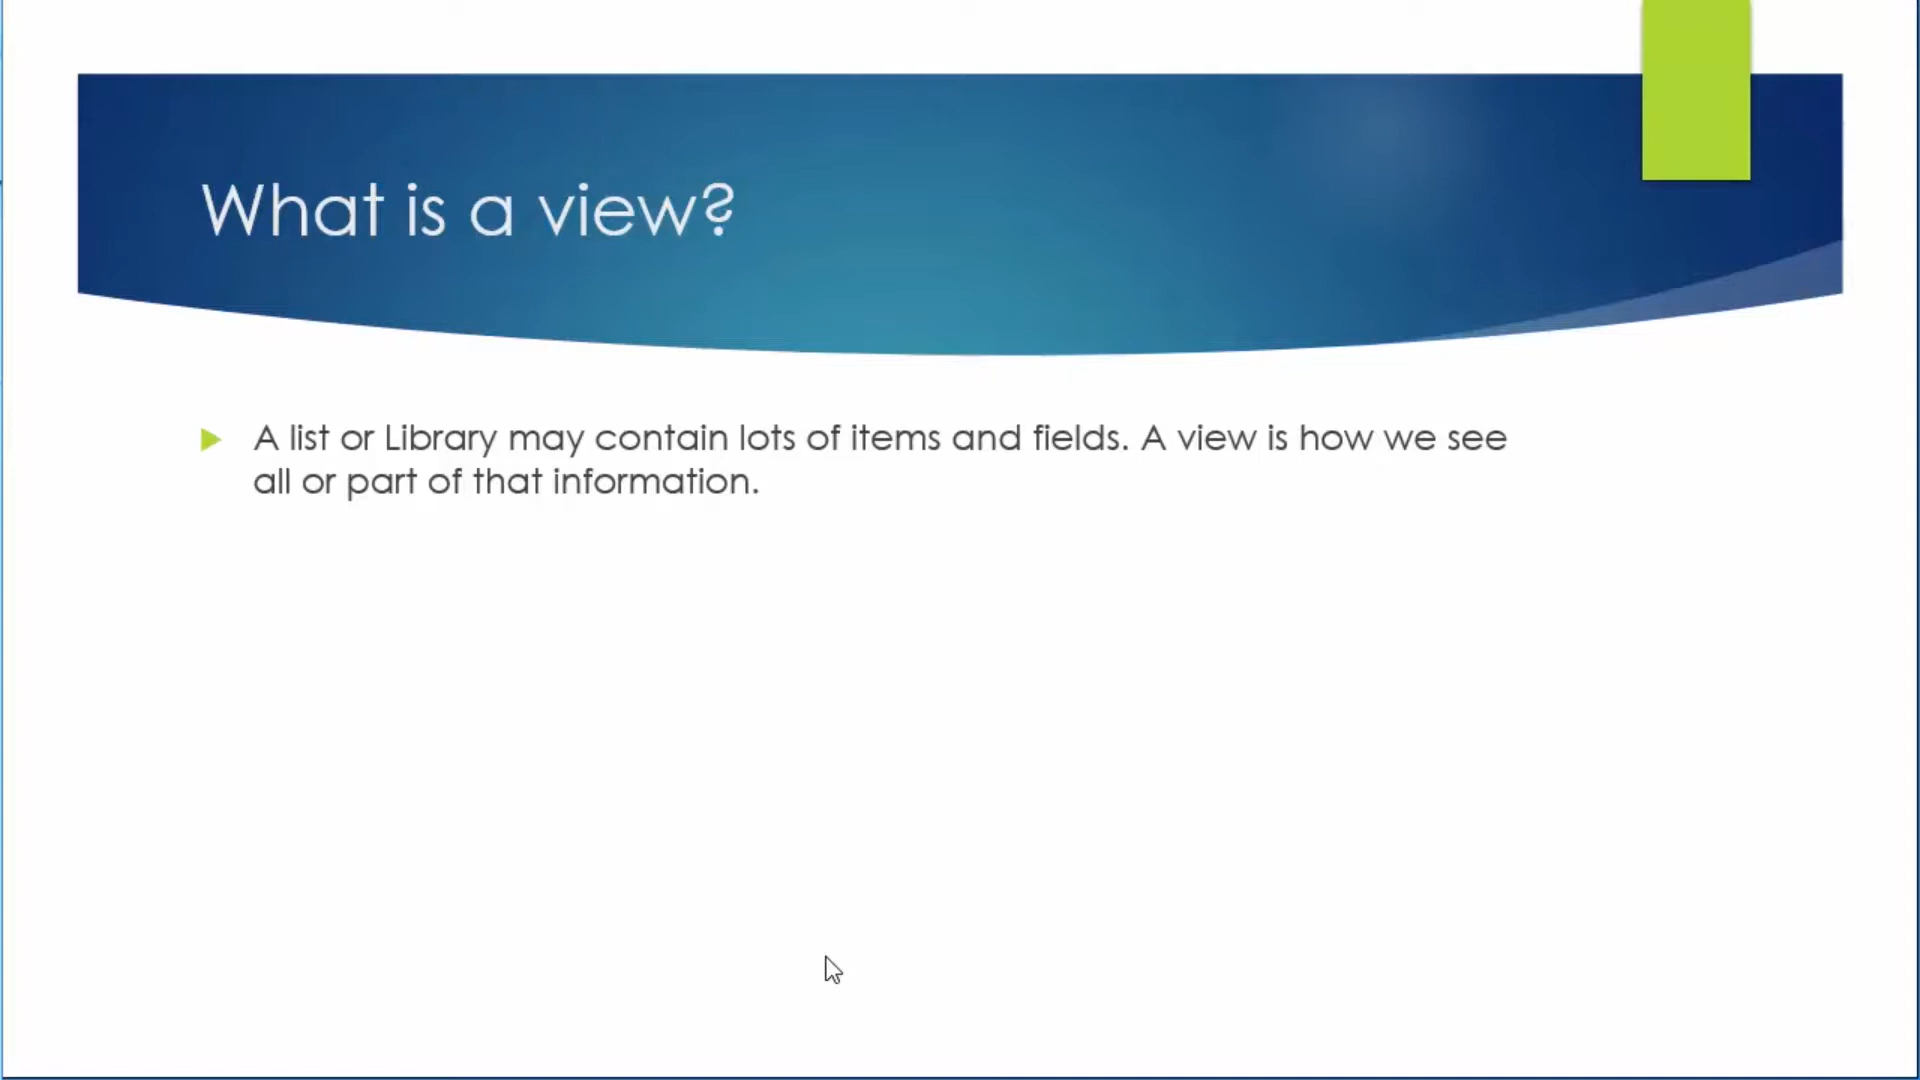 What is a view?
A list or Library may contain lots of items and fields. A view is how we see
all or part of that information.